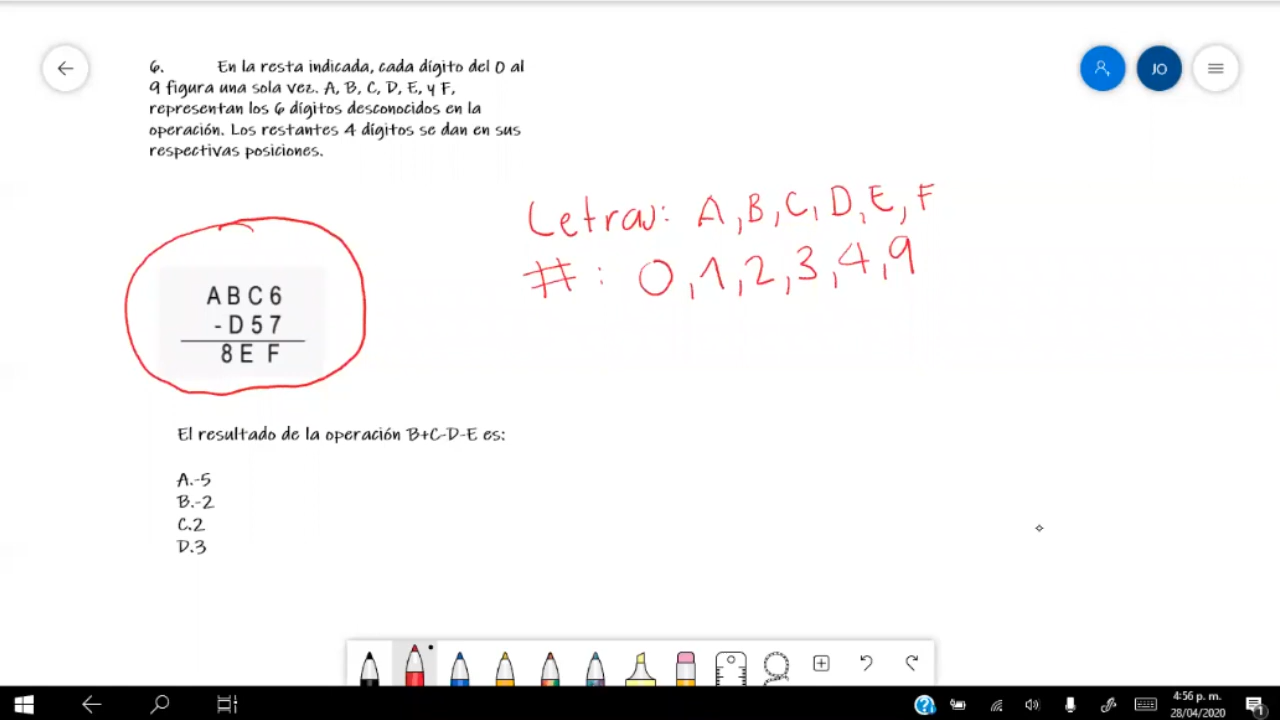 6. En la resta indicada, cada dígito del 0 al
9 figura una sola vez. A, B, C, D, E, y F,
representan los 6 dígitos desconocidos en la
operación. Los restantes 4 dígitos se dan en sus
respectivas posiciones.
JO
Letras: A, B, C, D, E, F
#: 0, 1, 2, 3, 4, 9
A B C 6
- D 5 7
8 E F
El resultado de la operación B+C-D-E es:
A.-5
B.-2
C.2
D.3
4:56 p. m.
28/04/2020